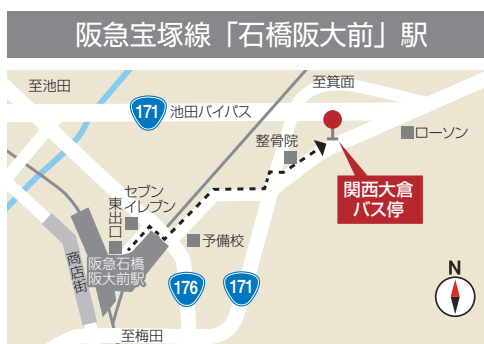 阪急宝塚線「石橋阪大前」駅
至池田
至箕面
171
池田バイパス
整骨院
ローソン
関西大倉
バス停
セブン
イレブン
東出口
予備校
阪急石橋
阪大前駅
商店街
176
171
至梅田
N